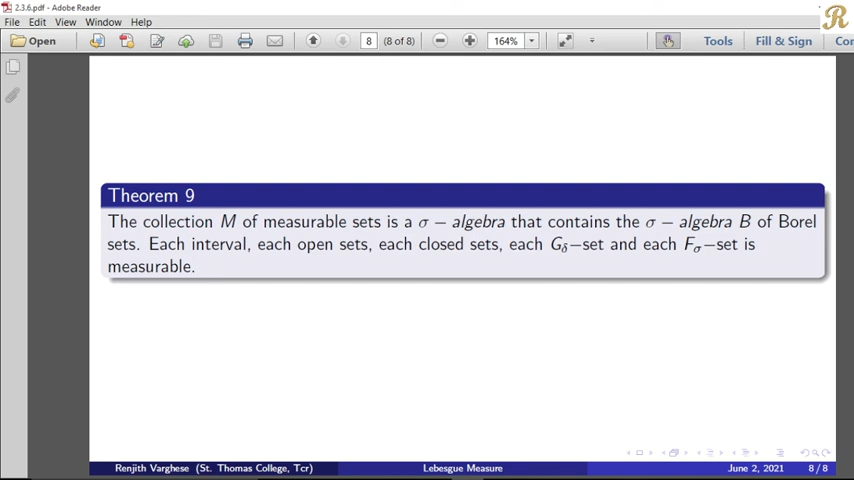 2.3.6.pdf - Adobe Reader
R
File Edit View Window Help
Open 8 (8 of 8) 164% Tools Fill & Sign
Theorem 9
The collection M of measurable sets is a σ − algebra that contains the σ − algebra B of Borel
sets. Each interval, each open sets, each closed sets, each Gδ−set and each Fσ−set is
measurable.
Renjith Varghese (St. Thomas College, Tcr) Lebesgue Measure June 2, 2021 8 / 8